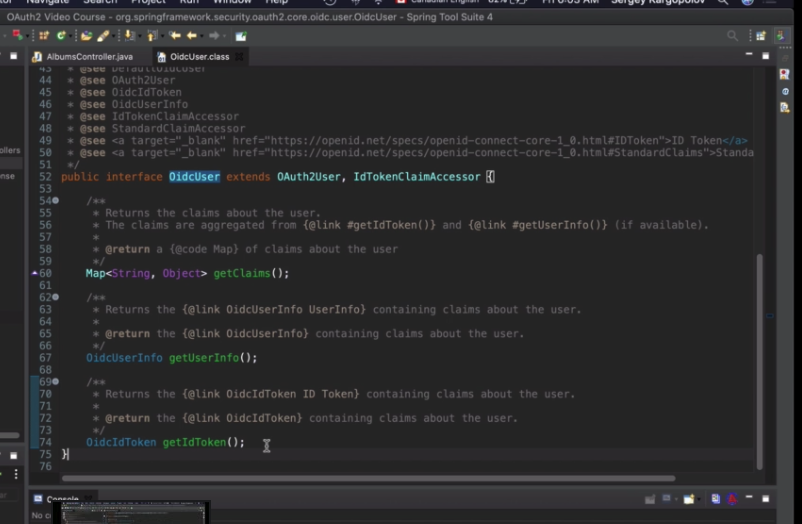 Navigate Search Project Run Window Help Canadian English Sergey Kargopolov
OAuth2 Video Course - org.springframework.security.oauth2.core.oidc.user.OidcUser - Spring Tool Suite 4
AlbumsController.java OidcUser.class
43 * @see DefaultOidcUser
44 * @see OAuth2User
45 * @see OidcIdToken
46 * @see OidcUserInfo
47 * @see IdTokenClaimAccessor
48 * @see StandardClaimAccessor
49 * @see <a target="_blank" href="https://openid.net/specs/openid-connect-core-1_0.html#IDToken">ID Token</a>
50 * @see <a target="_blank" href="https://openid.net/specs/openid-connect-core-1_0.html#StandardClaims">Standa
51 */
52 public interface OidcUser extends OAuth2User, IdTokenClaimAccessor {
53
54 /**
55 * Returns the claims about the user.
56 * The claims are aggregated from {@link #getIdToken()} and {@link #getUserInfo()} (if available).
57 *
58 * @return a {@code Map} of claims about the user
59 */
60 Map<String, Object> getClaims();
61
62 /**
63 * Returns the {@link OidcUserInfo UserInfo} containing claims about the user.
64 *
65 * @return the {@link OidcUserInfo} containing claims about the user.
66 */
67 OidcUserInfo getUserInfo();
68
69 /**
70 * Returns the {@link OidcIdToken ID Token} containing claims about the user.
71 *
72 * @return the {@link OidcIdToken} containing claims about the user.
73 */
74 OidcIdToken getIdToken();
75 }
76
Console